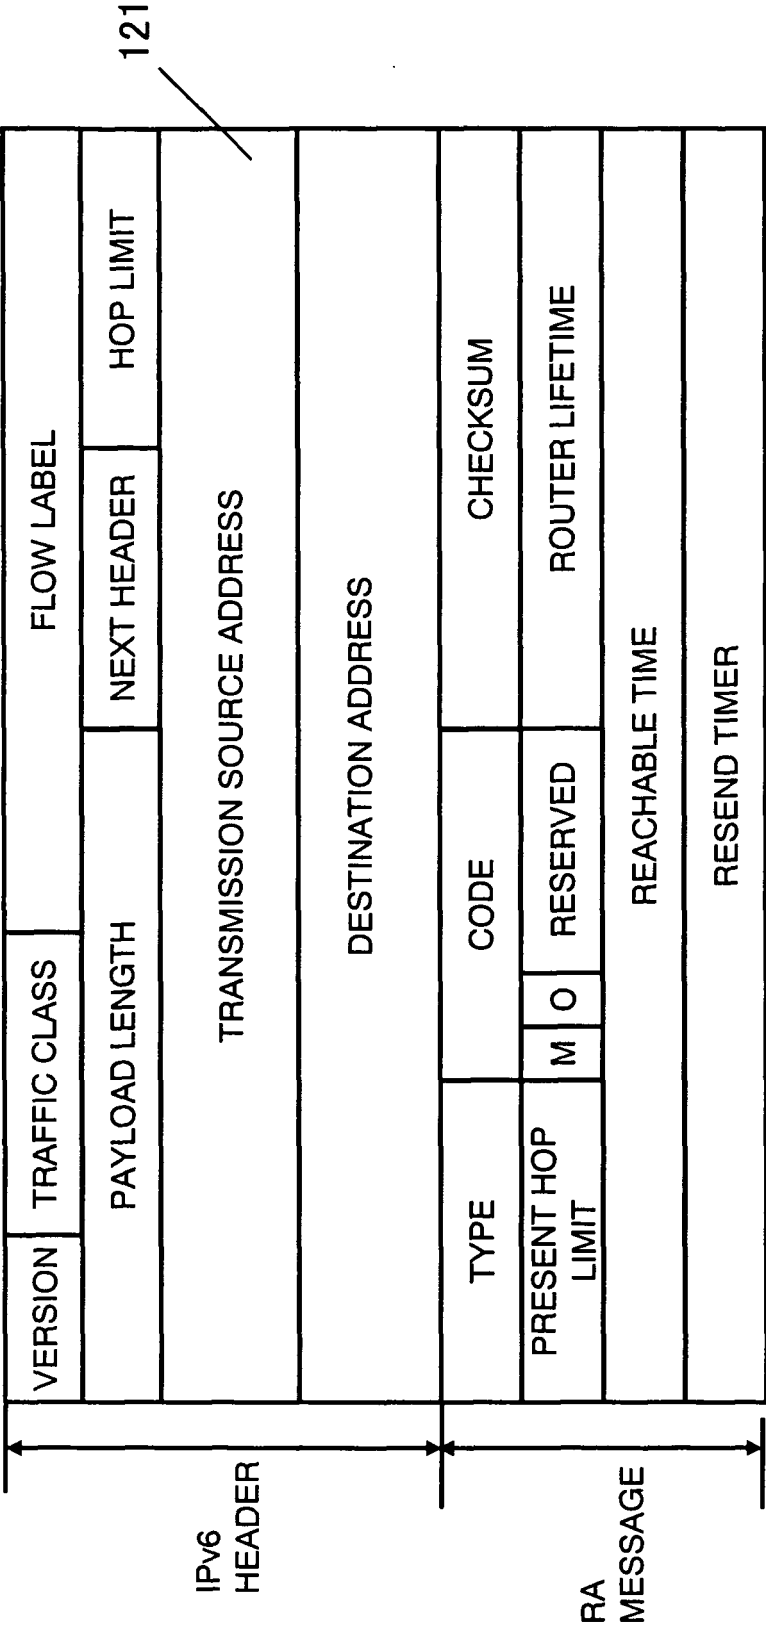 121
VERSION
TRAFFIC CLASS
FLOW LABEL
PAYLOAD LENGTH
NEXT HEADER
HOP LIMIT
IPv6
HEADER
TRANSMISSION SOURCE ADDRESS
DESTINATION ADDRESS
TYPE
CODE
CHECKSUM
PRESENT HOP
LIMIT
M
O
RESERVED
ROUTER LIFETIME
RA
MESSAGE
REACHABLE TIME
RESEND TIMER